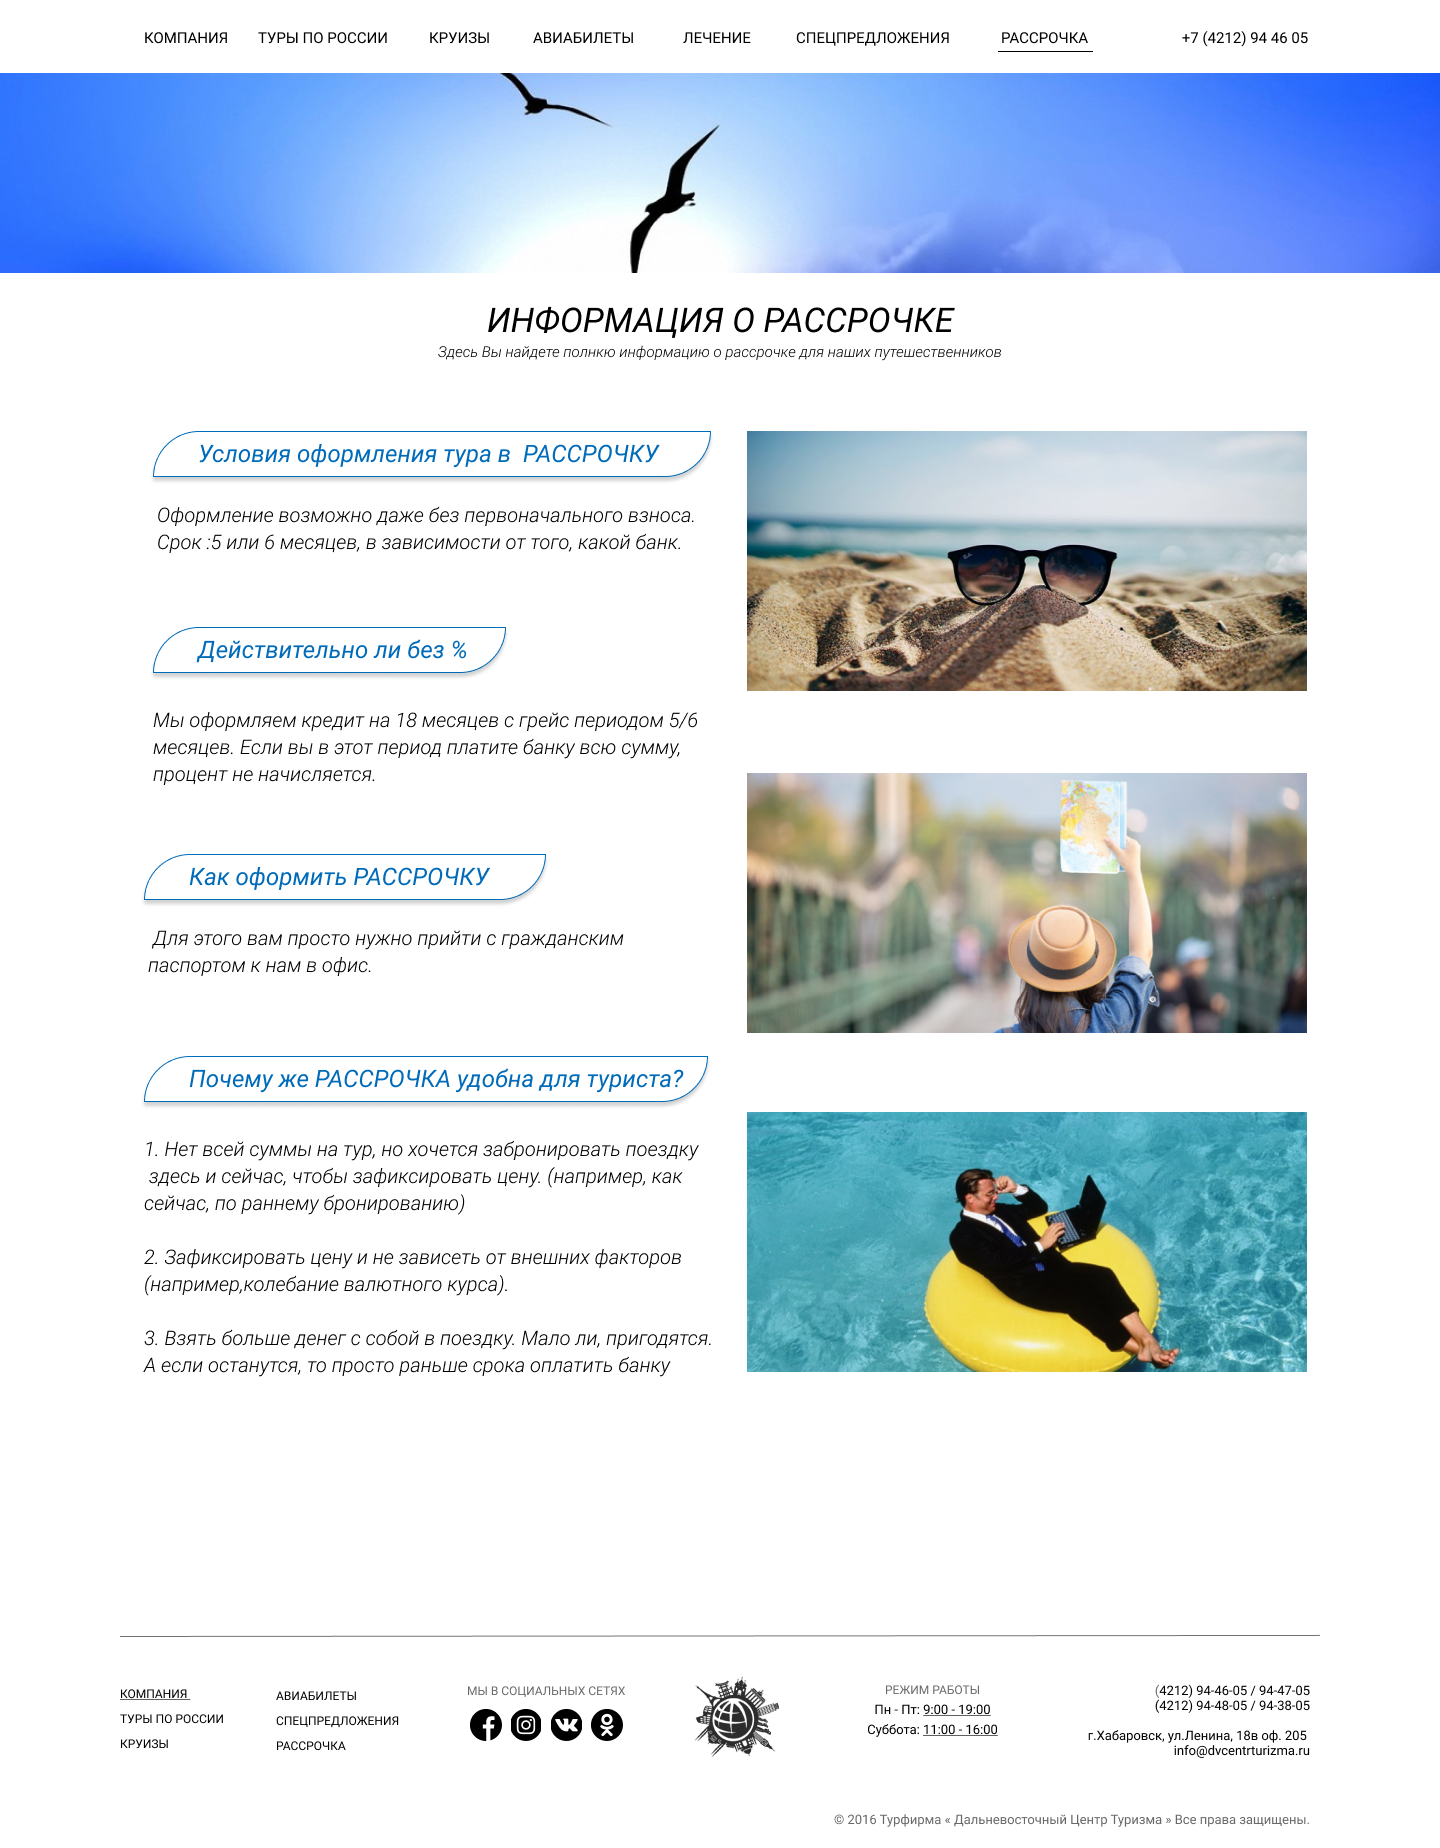 КОМПАНИЯ ТУРЫ ПО РОССИИ КРУИЗЫ АВИАБИЛЕТЫ ЛЕЧЕНИЕ СПЕЦПРЕДЛОЖЕНИЯ РАССРОЧКА +7 (4212) 94 46 05
ИНФОРМАЦИЯ О РАССРОЧКЕ
Здесь Вы найдете полнкю информацию о рассрочке для наших путешественников
Условия оформления тура в РАССРОЧКУ
Оформление возможно даже без первоначального взноса.
Срок :5 или 6 месяцев, в зависимости от того, какой банк.
Действительно ли без %
Мы оформляем кредит на 18 месяцев с грейс периодом 5/6
месяцев. Если вы в этот период платите банку всю сумму,
процент не начисляется.
Как оформить РАССРОЧКУ
Для этого вам просто нужно прийти с гражданским
паспортом к нам в офис.
Почему же РАССРОЧКА удобна для туриста?
1. Нет всей суммы на тур, но хочется забронировать поездку
здесь и сейчас, чтобы зафиксировать цену. (например, как
сейчас, по раннему бронированию)
2. Зафиксировать цену и не зависеть от внешних факторов
(например,колебание валютного курса).
3. Взять больше денег с собой в поездку. Мало ли, пригодятся.
А если останутся, то просто раньше срока оплатить банку
КОМПАНИЯ
ТУРЫ ПО РОССИИ
КРУИЗЫ
АВИАБИЛЕТЫ
СПЕЦПРЕДЛОЖЕНИЯ
РАССРОЧКА
МЫ В СОЦИАЛЬНЫХ СЕТЯХ
РЕЖИМ РАБОТЫ
Пн - Пт: 9:00 - 19:00
Суббота: 11:00 - 16:00
(4212) 94-46-05 / 94-47-05
(4212) 94-48-05 / 94-38-05
г.Хабаровск, ул.Ленина, 18в оф. 205
info@dvcentrturizma.ru
© 2016 Турфирма « Дальневосточный Центр Туризма » Все права защищены.